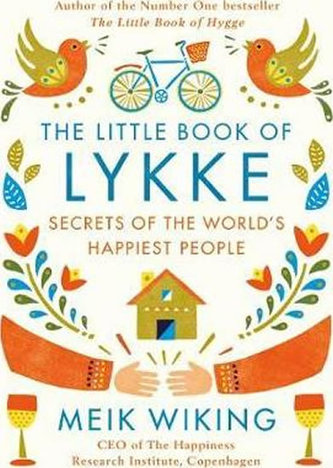 Author of the Number One bestseller
The Little Book of Hygge
THE LITTLE BOOK OF
LYKKE
SECRETS OF THE WORLD'S
HAPPIEST PEOPLE
MEIK WIKING
CEO of The Happiness
Research Institute, Copenhagen